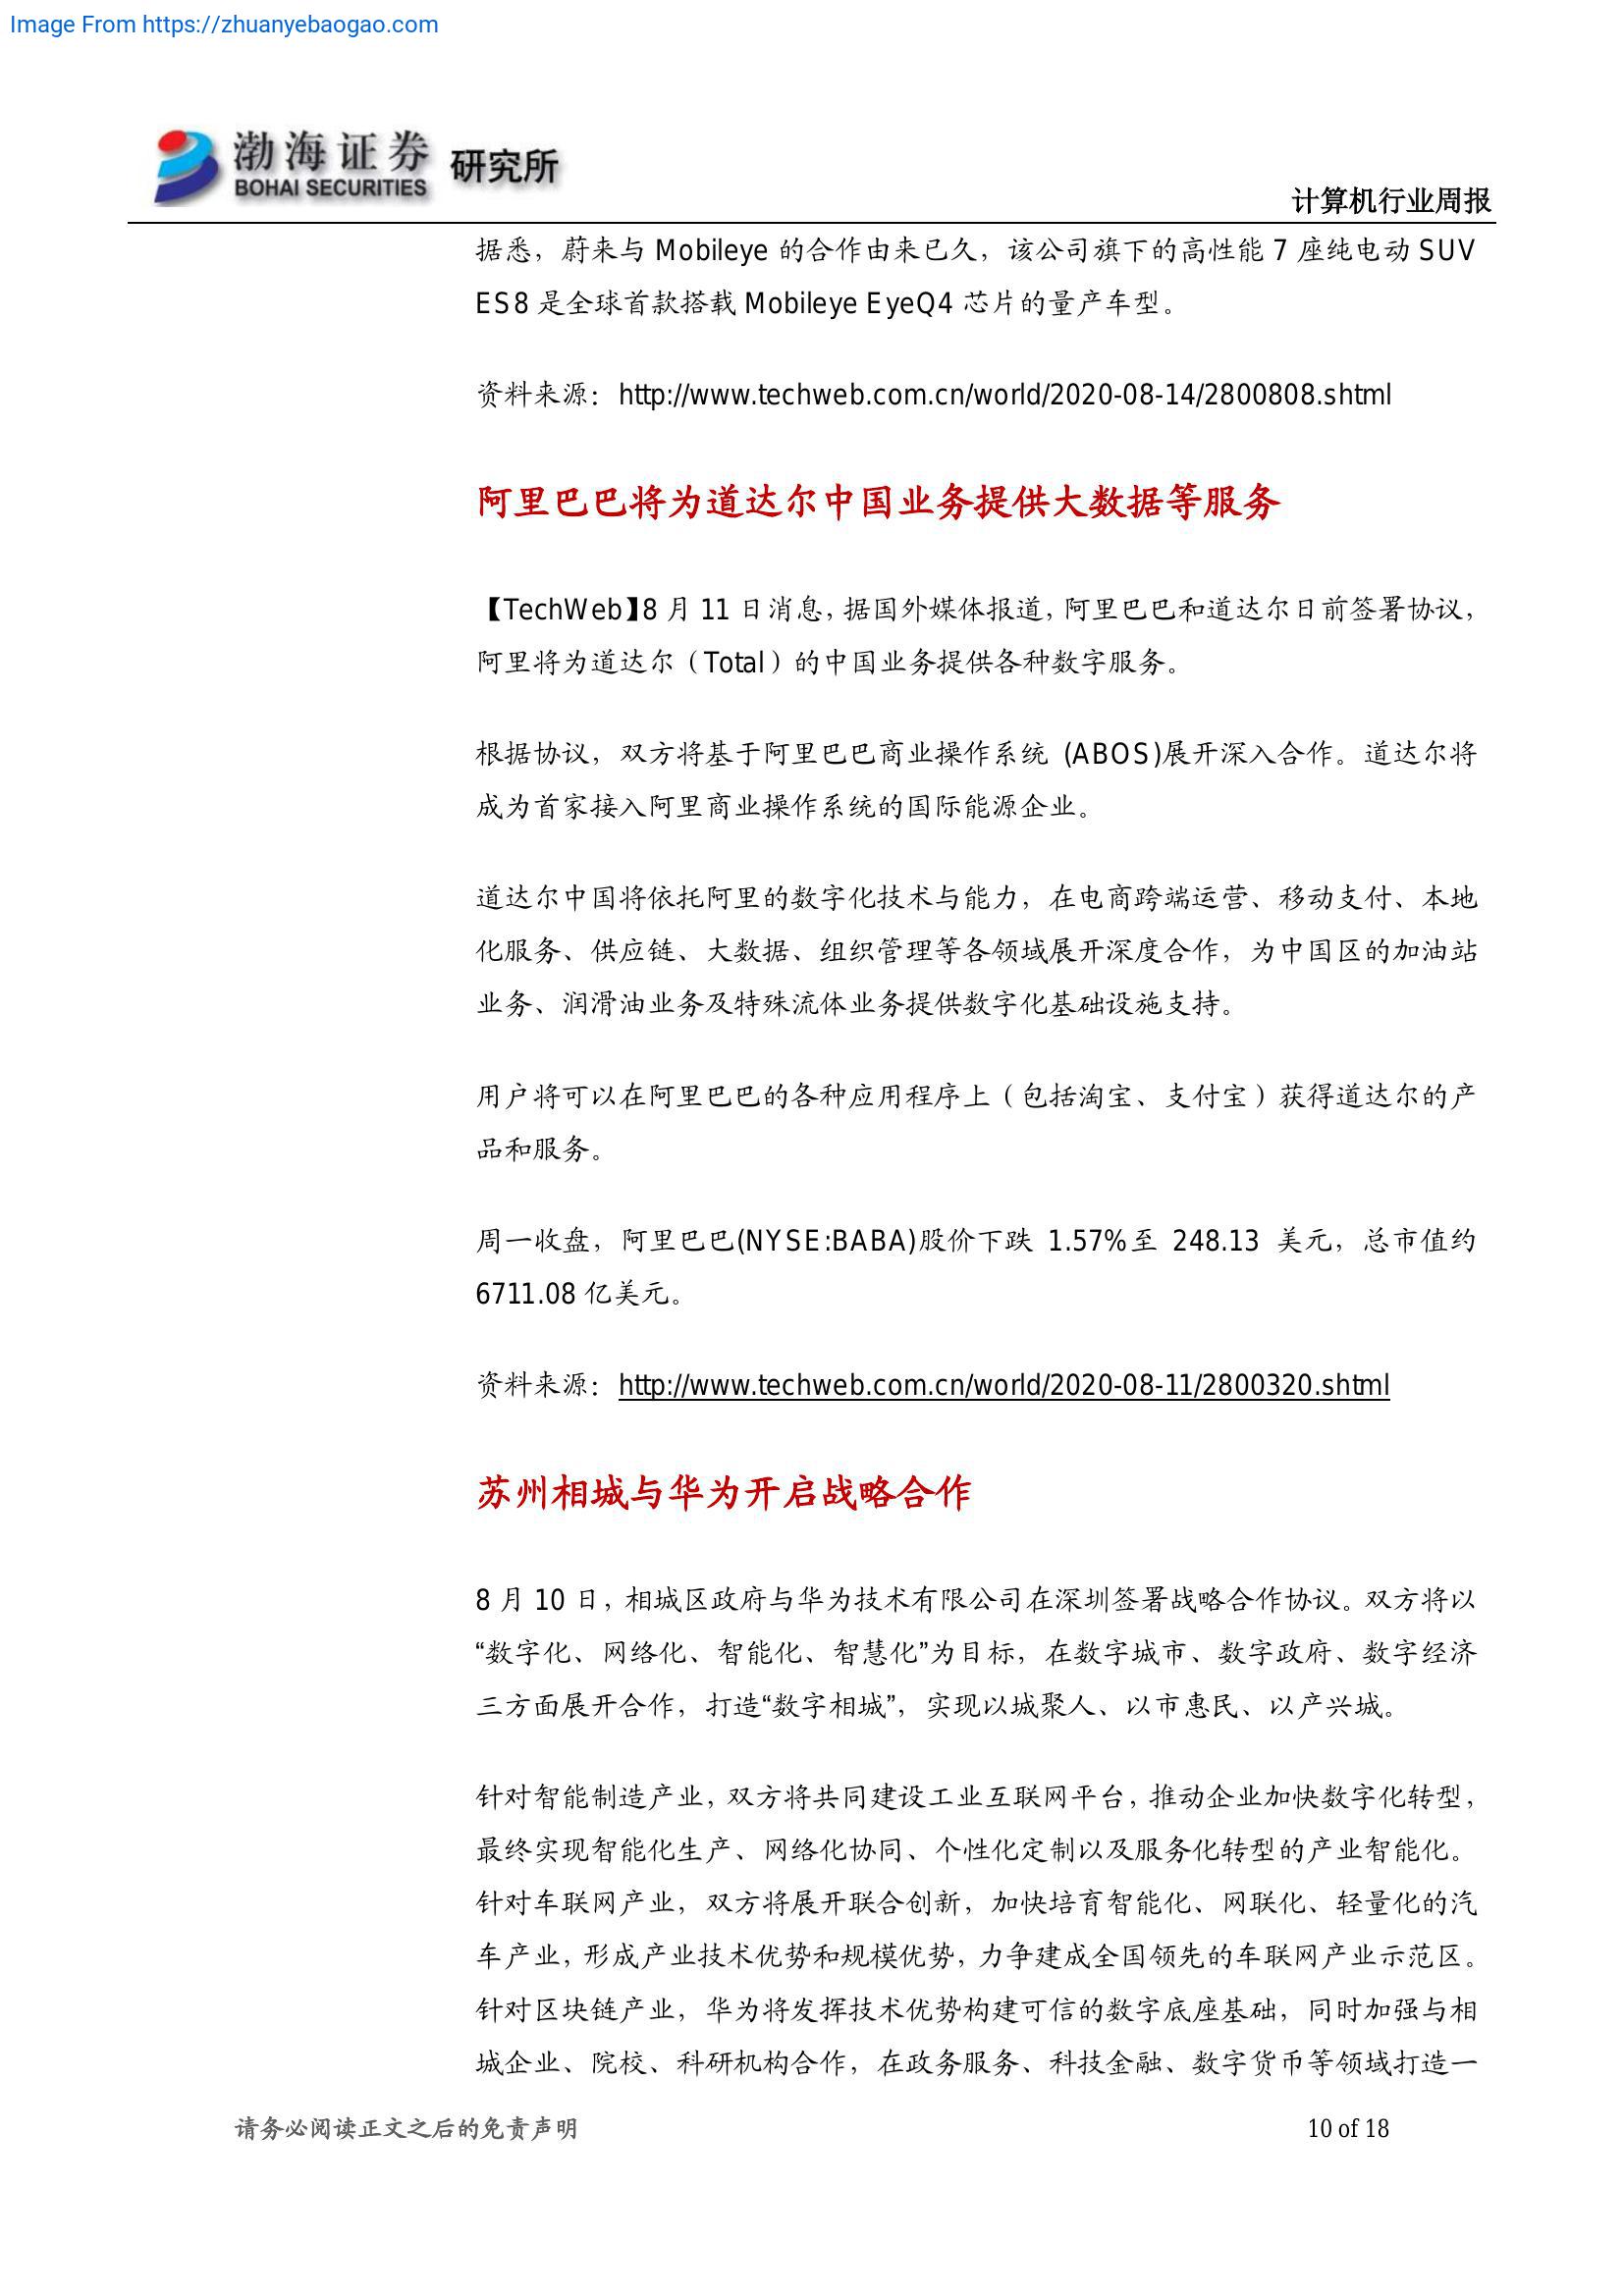 Image From https://zhuanyebaogao.com
渤海证券 研究所
BOHAI SECURITIES
计算机行业周报
据悉，蔚来与 Mobileye 的合作由来已久，该公司旗下的高性能 7 座纯电动 SUV
ES8 是全球首款搭载 Mobileye EyeQ4 芯片的量产车型。
资料来源：http://www.techweb.com.cn/world/2020-08-14/2800808.shtml
阿里巴巴将为道达尔中国业务提供大数据等服务
【TechWeb】8 月 11 日消息，据国外媒体报道，阿里巴巴和道达尔日前签署协议，
阿里将为道达尔（Total）的中国业务提供各种数字服务。
根据协议，双方将基于阿里巴巴商业操作系统 (ABOS)展开深入合作。道达尔将
成为首家接入阿里商业操作系统的国际能源企业。
道达尔中国将依托阿里的数字化技术与能力，在电商跨端运营、移动支付、本地
化服务、供应链、大数据、组织管理等各领域展开深度合作，为中国区的加油站
业务、润滑油业务及特殊流体业务提供数字化基础设施支持。
用户将可以在阿里巴巴的各种应用程序上（包括淘宝、支付宝）获得道达尔的产
品和服务。
周一收盘，阿里巴巴(NYSE:BABA)股价下跌 1.57%至 248.13 美元，总市值约
6711.08 亿美元。
资料来源：http://www.techweb.com.cn/world/2020-08-11/2800320.shtml
苏州相城与华为开启战略合作
8 月 10 日，相城区政府与华为技术有限公司在深圳签署战略合作协议。双方将以
“数字化、网络化、智能化、智慧化”为目标，在数字城市、数字政府、数字经济
三方面展开合作，打造“数字相城”，实现以城聚人、以市惠民、以产兴城。
针对智能制造产业，双方将共同建设工业互联网平台，推动企业加快数字化转型，
最终实现智能化生产、网络化协同、个性化定制以及服务化转型的产业智能化。
针对车联网产业，双方将展开联合创新，加快培育智能化、网联化、轻量化的汽
车产业，形成产业技术优势和规模优势，力争建成全国领先的车联网产业示范区。
针对区块链产业，华为将发挥技术优势构建可信的数字底座基础，同时加强与相
城企业、院校、科研机构合作，在政务服务、科技金融、数字货币等领域打造一
请务必阅读正文之后的免责声明
10 of 18